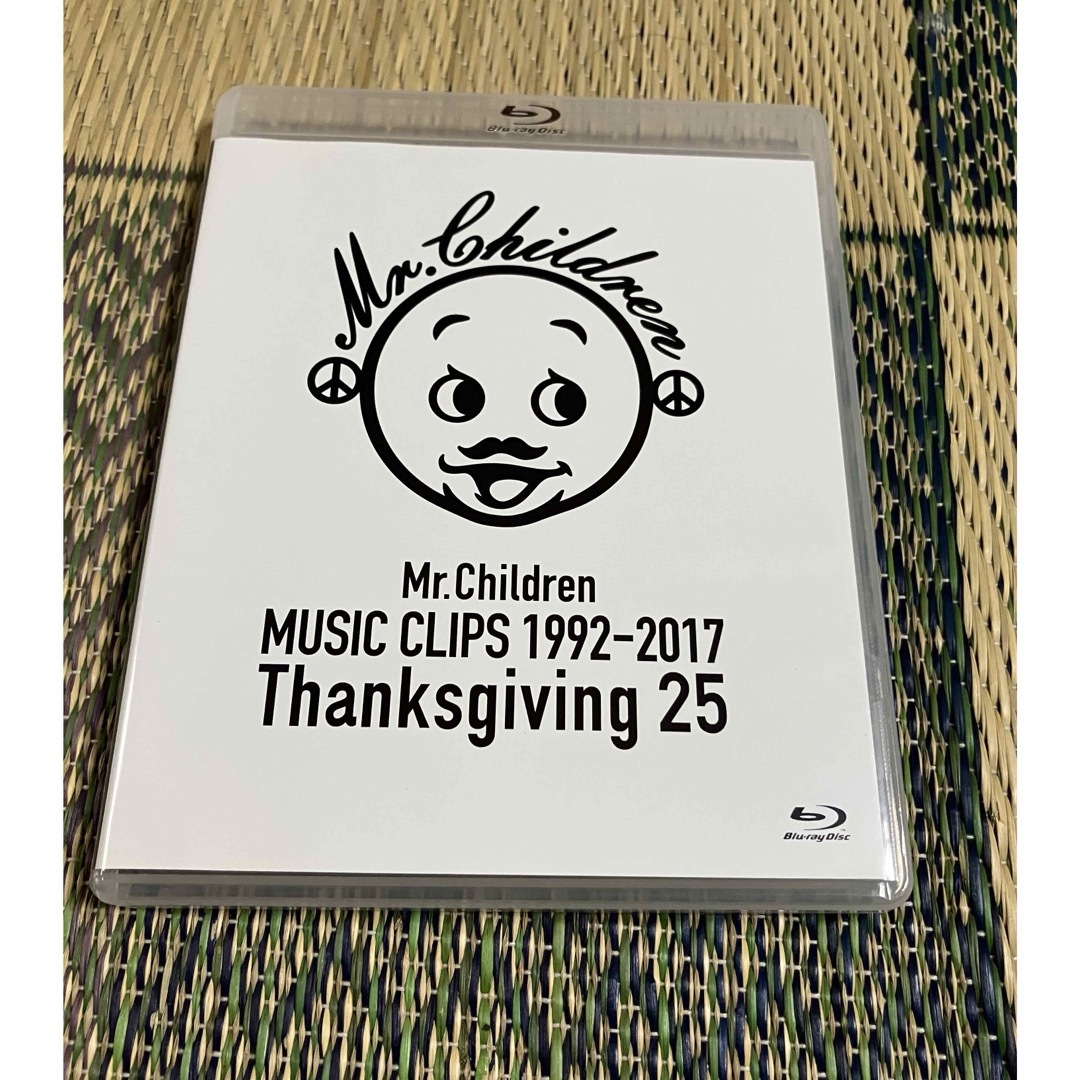 Blu-ray Disc
Mr.Children
Mr.Children
MUSIC CLIPS 1992-2017
Thanksgiving 25
Blu-ray Disc